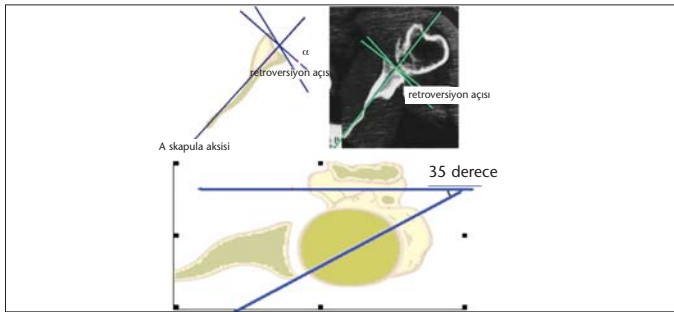 α
retroversiyon açısı
retroversiyon açısı
A skapula aksisi
35 derece